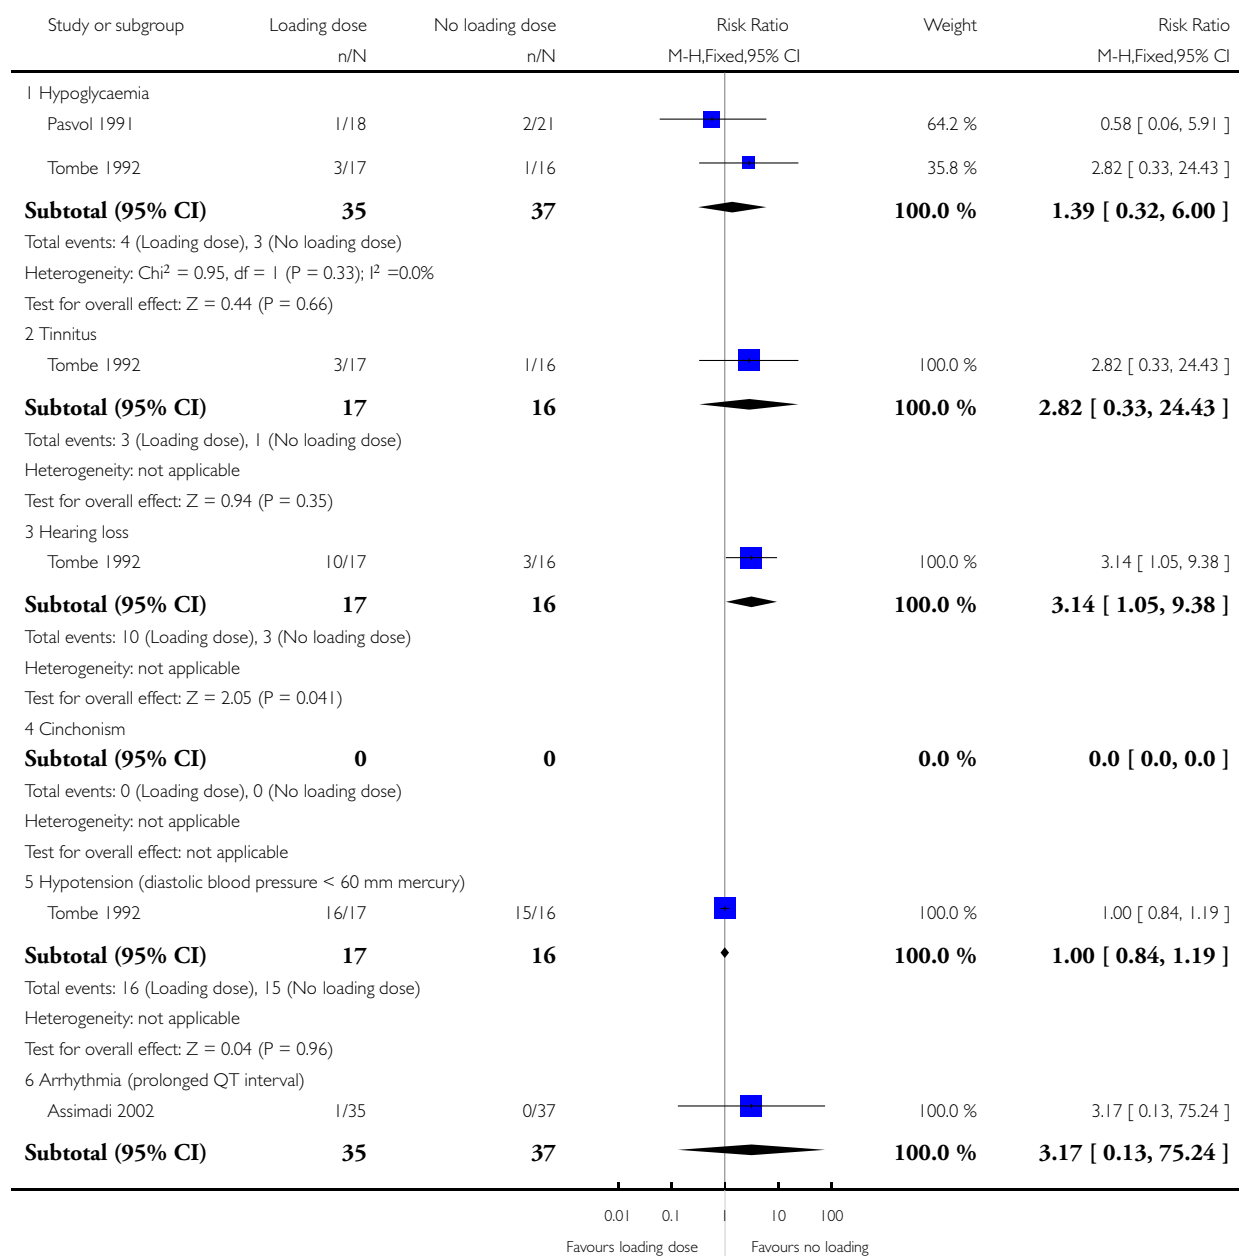 Study or subgroup Loading dose No loading dose Risk Ratio Weight Risk Ratio
n/N n/N M-H,Fixed,95% CI M-H,Fixed,95% CI
1 Hypoglycaemia
Pasvol 1991 1/18 2/21 64.2 % 0.58 [ 0.06, 5.91 ]
Tombe 1992 3/17 1/16 35.8 % 2.82 [ 0.33, 24.43 ]
Subtotal (95% CI) 35 37 100.0 % 1.39 [ 0.32, 6.00 ]
Total events: 4 (Loading dose), 3 (No loading dose)
Heterogeneity: Chi² = 0.95, df = 1 (P = 0.33); I² =0.0%
Test for overall effect: Z = 0.44 (P = 0.66)
2 Tinnitus
Tombe 1992 3/17 1/16 100.0 % 2.82 [ 0.33, 24.43 ]
Subtotal (95% CI) 17 16 100.0 % 2.82 [ 0.33, 24.43 ]
Total events: 3 (Loading dose), 1 (No loading dose)
Heterogeneity: not applicable
Test for overall effect: Z = 0.94 (P = 0.35)
3 Hearing loss
Tombe 1992 10/17 3/16 100.0 % 3.14 [ 1.05, 9.38 ]
Subtotal (95% CI) 17 16 100.0 % 3.14 [ 1.05, 9.38 ]
Total events: 10 (Loading dose), 3 (No loading dose)
Heterogeneity: not applicable
Test for overall effect: Z = 2.05 (P = 0.041)
4 Cinchonism
Subtotal (95% CI) 0 0 0.0 % 0.0 [ 0.0, 0.0 ]
Total events: 0 (Loading dose), 0 (No loading dose)
Heterogeneity: not applicable
Test for overall effect: not applicable
5 Hypotension (diastolic blood pressure < 60 mm mercury)
Tombe 1992 16/17 15/16 100.0 % 1.00 [ 0.84, 1.19 ]
Subtotal (95% CI) 17 16 100.0 % 1.00 [ 0.84, 1.19 ]
Total events: 16 (Loading dose), 15 (No loading dose)
Heterogeneity: not applicable
Test for overall effect: Z = 0.04 (P = 0.96)
6 Arrhythmia (prolonged QT interval)
Assimadi 2002 1/35 0/37 100.0 % 3.17 [ 0.13, 75.24 ]
Subtotal (95% CI) 35 37 100.0 % 3.17 [ 0.13, 75.24 ]
0.01 0.1 1 10 100
Favours loading dose Favours no loading